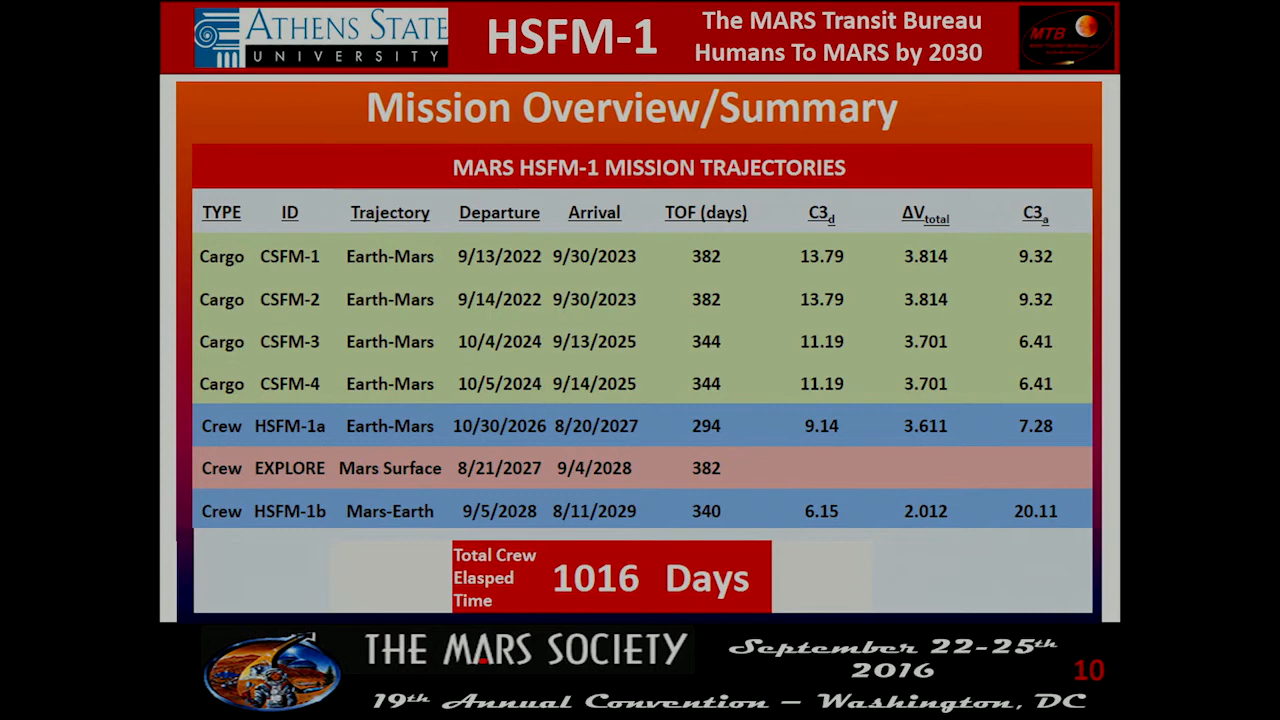 ATHENS STATE
UNIVERSITY
HSFM-1
The MARS Transit Bureau
Humans To MARS by 2030
MTB
Mission Overview/Summary
MARS HSFM-1 MISSION TRAJECTORIES
TYPE ID Trajectory Departure Arrival TOF (days) C3d ΔVtotal C3a
Cargo CSFM-1 Earth-Mars 9/13/2022 9/30/2023 382 13.79 3.814 9.32
Cargo CSFM-2 Earth-Mars 9/14/2022 9/30/2023 382 13.79 3.814 9.32
Cargo CSFM-3 Earth-Mars 10/4/2024 9/13/2025 344 11.19 3.701 6.41
Cargo CSFM-4 Earth-Mars 10/5/2024 9/14/2025 344 11.19 3.701 6.41
Crew HSFM-1a Earth-Mars 10/30/2026 8/20/2027 294 9.14 3.611 7.28
Crew EXPLORE Mars Surface 8/21/2027 9/4/2028 382
Crew HSFM-1b Mars-Earth 9/5/2028 8/11/2029 340 6.15 2.012 20.11
Total Crew
Elasped
Time
1016 Days
THE MARS SOCIETY
September 22-25th
2016
10
19th Annual Convention – Washington, DC